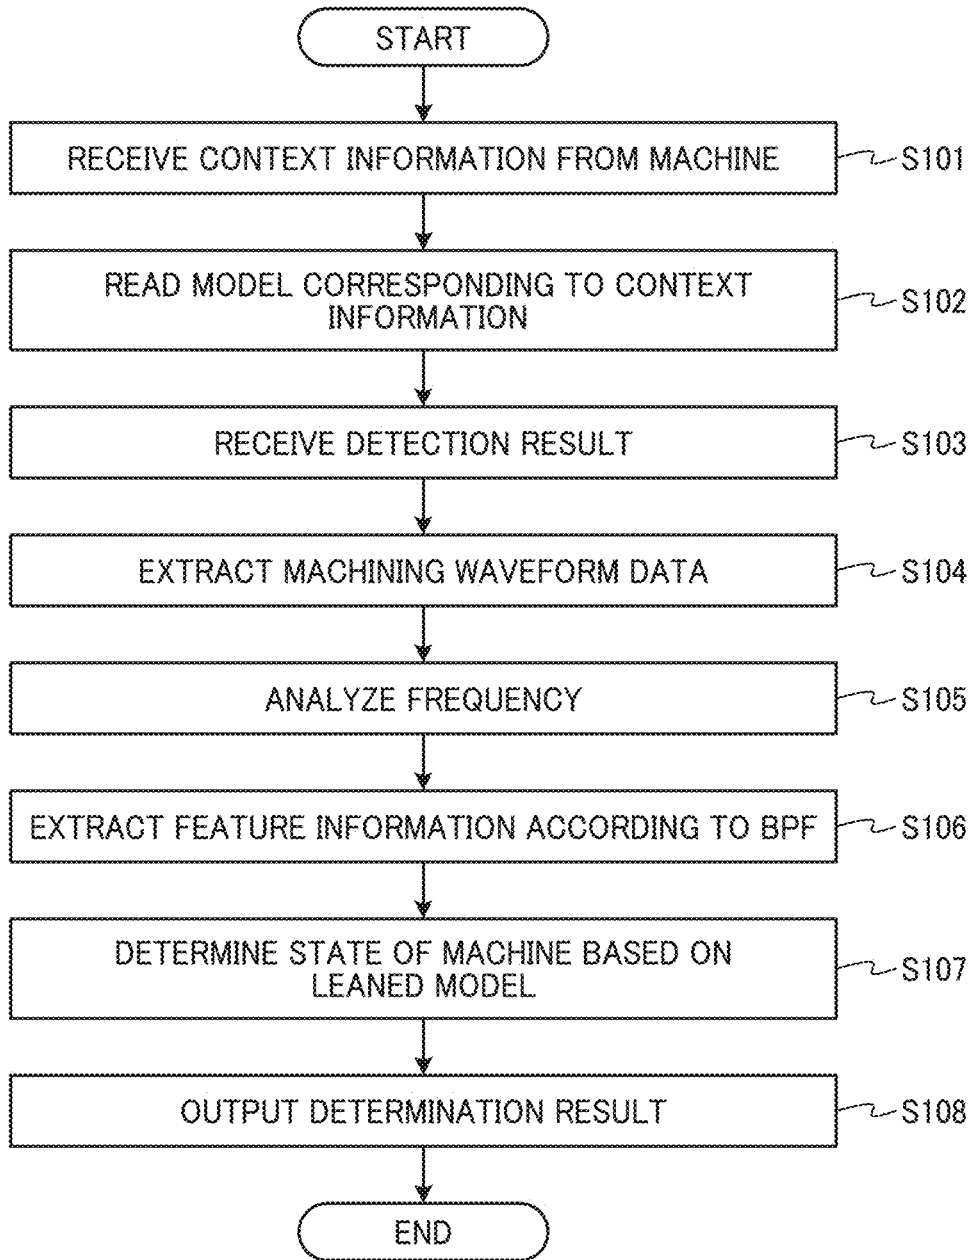 START
RECEIVE CONTEXT INFORMATION FROM MACHINE
S101
READ MODEL CORRESPONDING TO CONTEXT
INFORMATION
S102
RECEIVE DETECTION RESULT
S103
EXTRACT MACHINING WAVEFORM DATA
S104
ANALYZE FREQUENCY
S105
EXTRACT FEATURE INFORMATION ACCORDING TO BPF
S106
DETERMINE STATE OF MACHINE BASED ON
LEANED MODEL
S107
OUTPUT DETERMINATION RESULT
S108
END